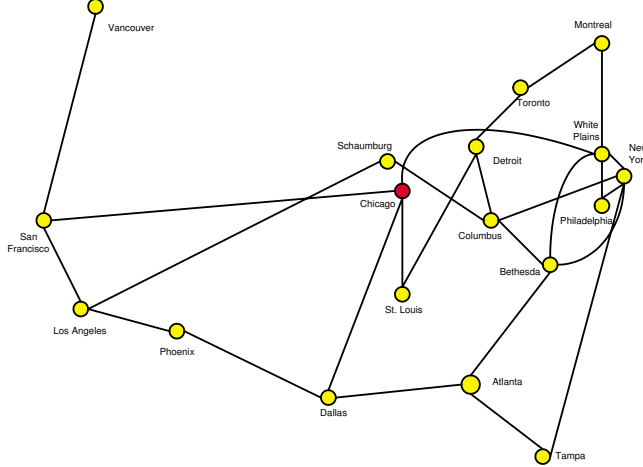 Vancouver
Montreal
Toronto
White
Plains
New
Schaumburg
Detroit
Chicago
Philadelphia
Columbus
San
Francisco
Bethesda
St. Louis
Los Angeles
Phoenix
Atlanta
Dallas
Tampa